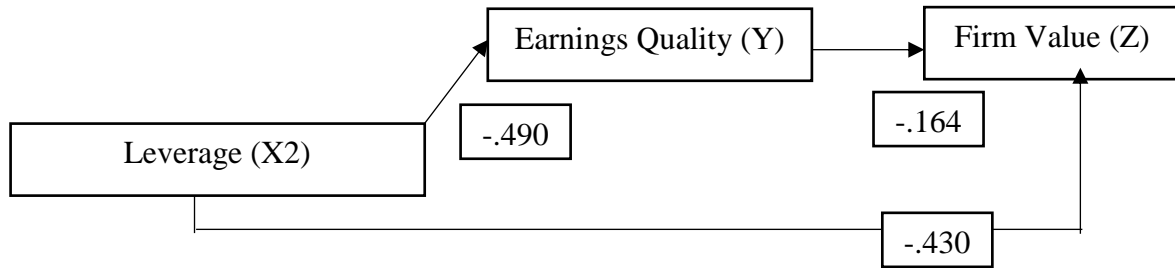 Earnings Quality (Y)
Firm Value (Z)
-.490
-.164
Leverage (X2)
-.430